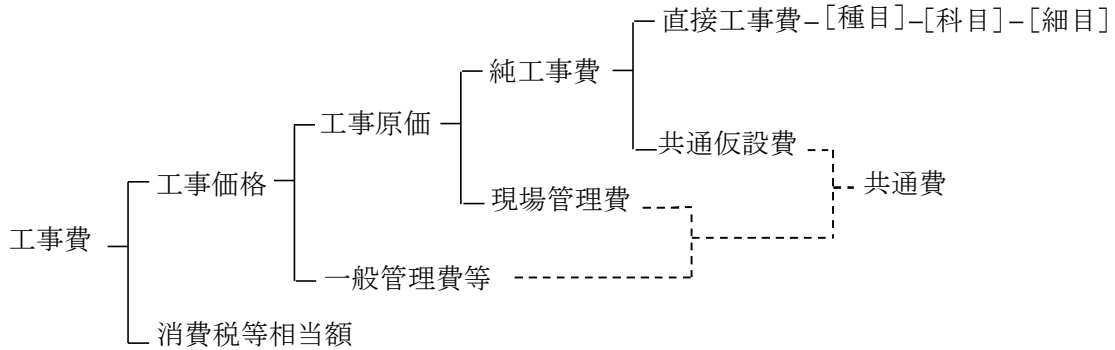 直接工事費–[種目]–[科目]–[細目]
純工事費
工事原価
共通仮設費
工事価格
共通費
現場管理費
工事費
一般管理費等
消費税等相当額